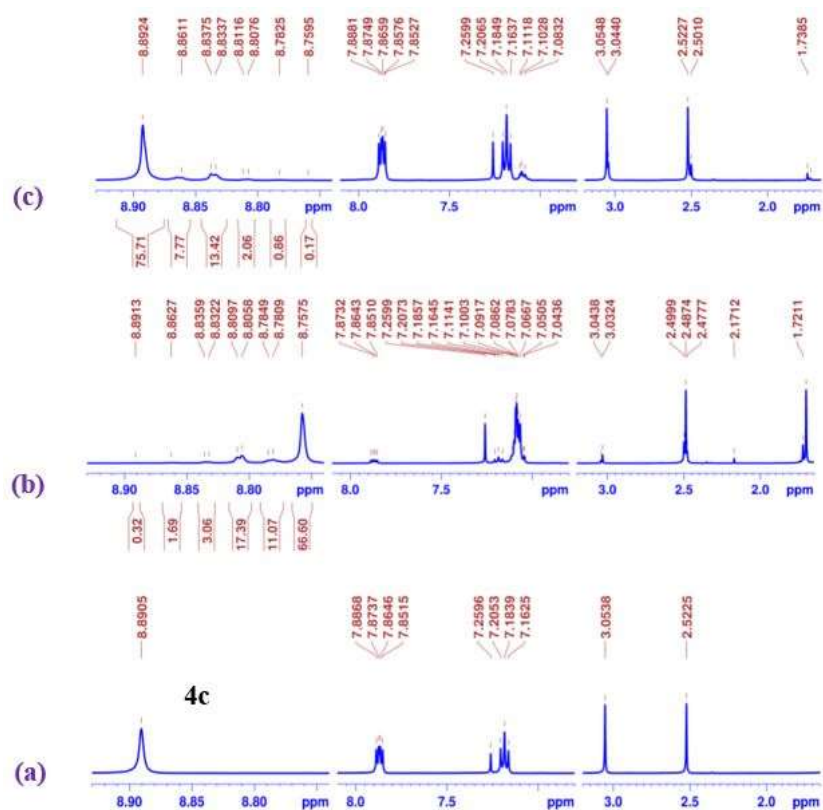 8.8924 8.8611 8.8375 8.8337 8.8116 8.8076 8.7825 8.7595 7.8881 7.8749 7.8659 7.8576 7.8527 7.2599 7.2065 7.1849 7.1637 7.1118 7.1028 7.0832 3.0548 3.0440 2.5227 2.5010 1.7385
8.90 8.85 8.80 ppm 8.0 7.5 ppm 3.0 2.5 2.0 ppm
(c)
75.71 7.77 13.42 2.06 0.86 0.17
8.8913 8.8627 8.8359 8.8322 8.8097 8.8058 8.7849 8.7809 8.7575 7.8732 7.8643 7.8510 7.2599 7.2073 7.1857 7.1645 7.1141 7.1003 7.0917 7.0862 7.0783 7.0667 7.0505 7.0436 3.0438 3.0324 2.4999 2.4874 2.4777 2.1712 1.7211
(b)
8.90 8.85 8.80 ppm 8.0 7.5 ppm 3.0 2.5 2.0 ppm
0.32 1.69 3.06 17.39 11.07 66.60
8.8905 7.8868 7.8737 7.8646 7.8515 7.2596 7.2053 7.1839 7.1625 3.0538 2.5225
4c
(a)
8.90 8.85 8.80 ppm 8.0 7.5 ppm 3.0 2.5 2.0 ppm